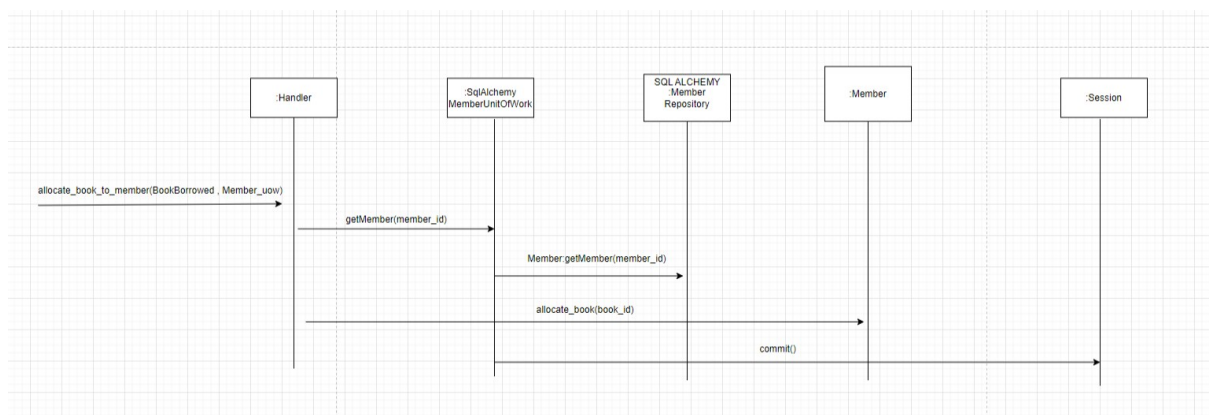 :Handler
:SqlAlchemy
MemberUnitOfWork
SQL ALCHEMY
:Member
Repository
:Member
:Session
allocate_book_to_member(BookBorrowed , Member_uow)
getMember(member_id)
Member:getMember(member_id)
allocate_book(book_id)
commit()